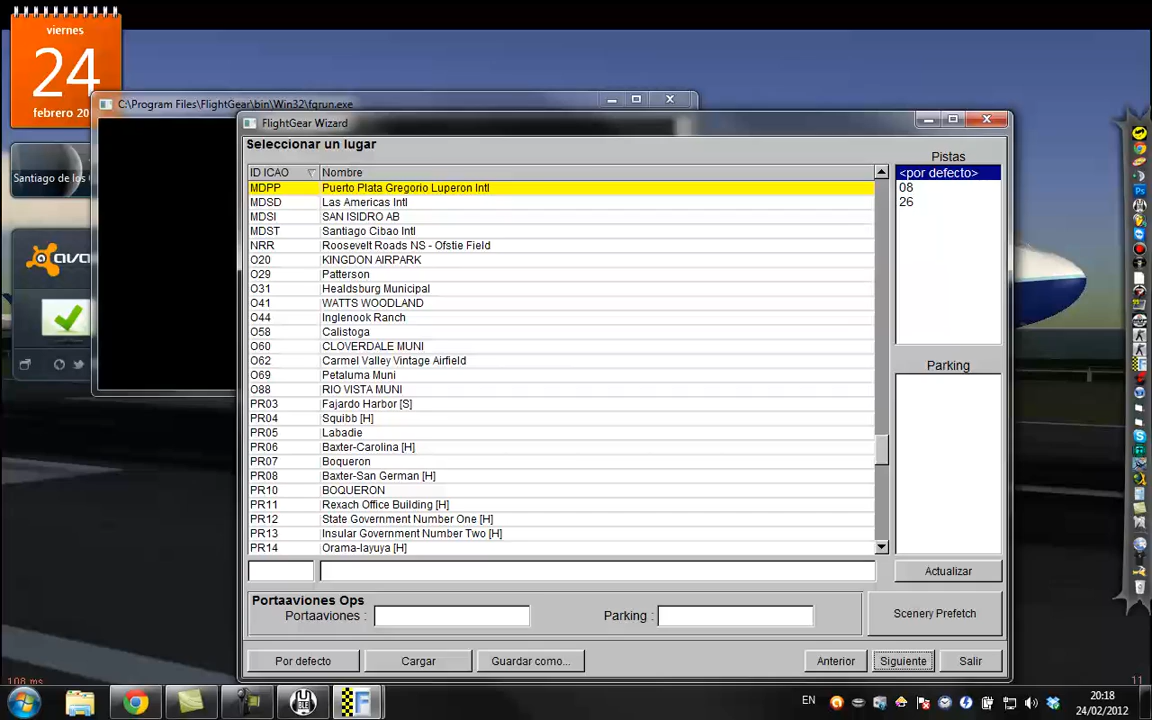 viernes
24
febrero 20
C:\Program Files\FlightGear\bin\Win32\fgrun.exe
FlightGear Wizard
Seleccionar un lugar
ID ICAO Nombre
MDPP Puerto Plata Gregorio Luperon Intl
MDSD Las Americas Intl
MDSI SAN ISIDRO AB
MDST Santiago Cibao Intl
NRR Roosevelt Roads NS - Ofstie Field
O20 KINGDON AIRPARK
O29 Patterson
O31 Healdsburg Municipal
O41 WATTS WOODLAND
O44 Inglenook Ranch
O58 Calistoga
O60 CLOVERDALE MUNI
O62 Carmel Valley Vintage Airfield
O69 Petaluma Muni
O88 RIO VISTA MUNI
PR03 Fajardo Harbor [S]
PR04 Squibb [H]
PR05 Labadie
PR06 Baxter-Carolina [H]
PR07 Boqueron
PR08 Baxter-San German [H]
PR10 BOQUERON
PR11 Rexach Office Building [H]
PR12 State Government Number One [H]
PR13 Insular Government Number Two [H]
PR14 Orama-layuya [H]
Pistas
<por defecto>
08
26
Parking
Actualizar
Portaaviones Ops
Portaaviones :
Parking :
Scenery Prefetch
Por defecto
Cargar
Guardar como...
Anterior
Siguiente
Salir
Santiago de los
ava
108 ms
11
EN
20:18
24/02/2012